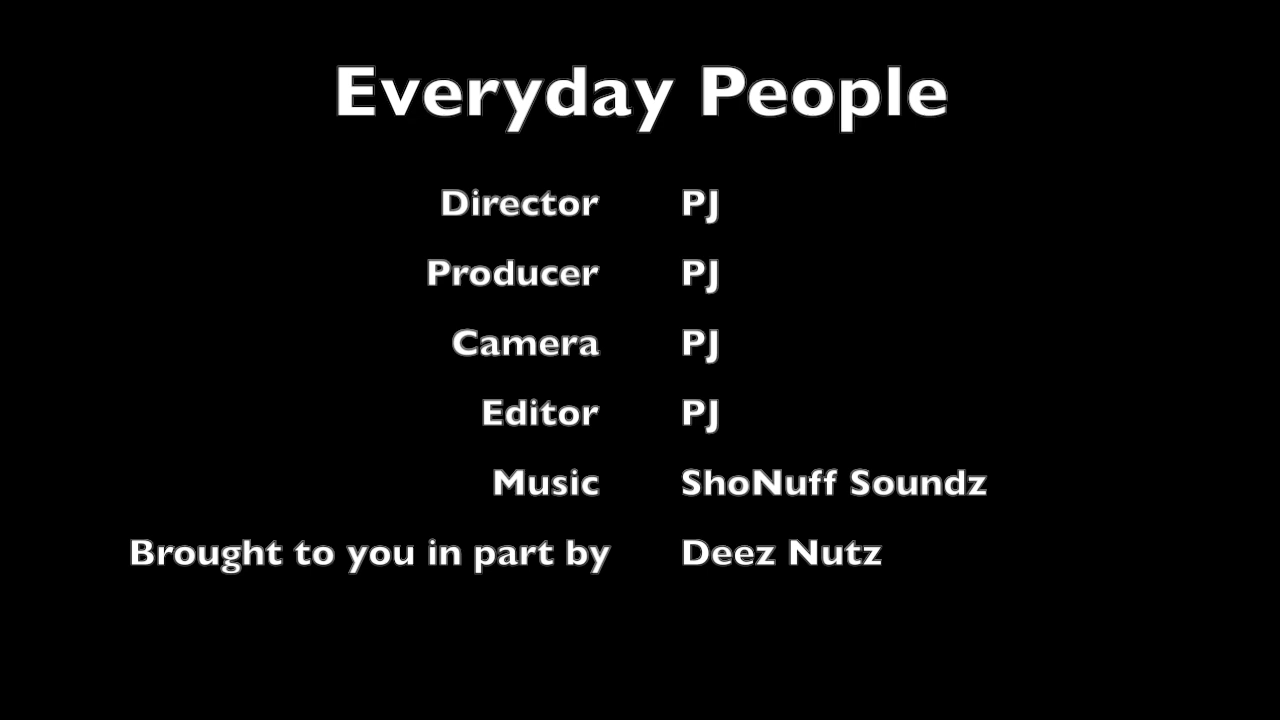 Everyday People
Director PJ
Producer PJ
Camera PJ
Editor PJ
Music ShoNuff Soundz
Brought to you in part by Deez Nutz